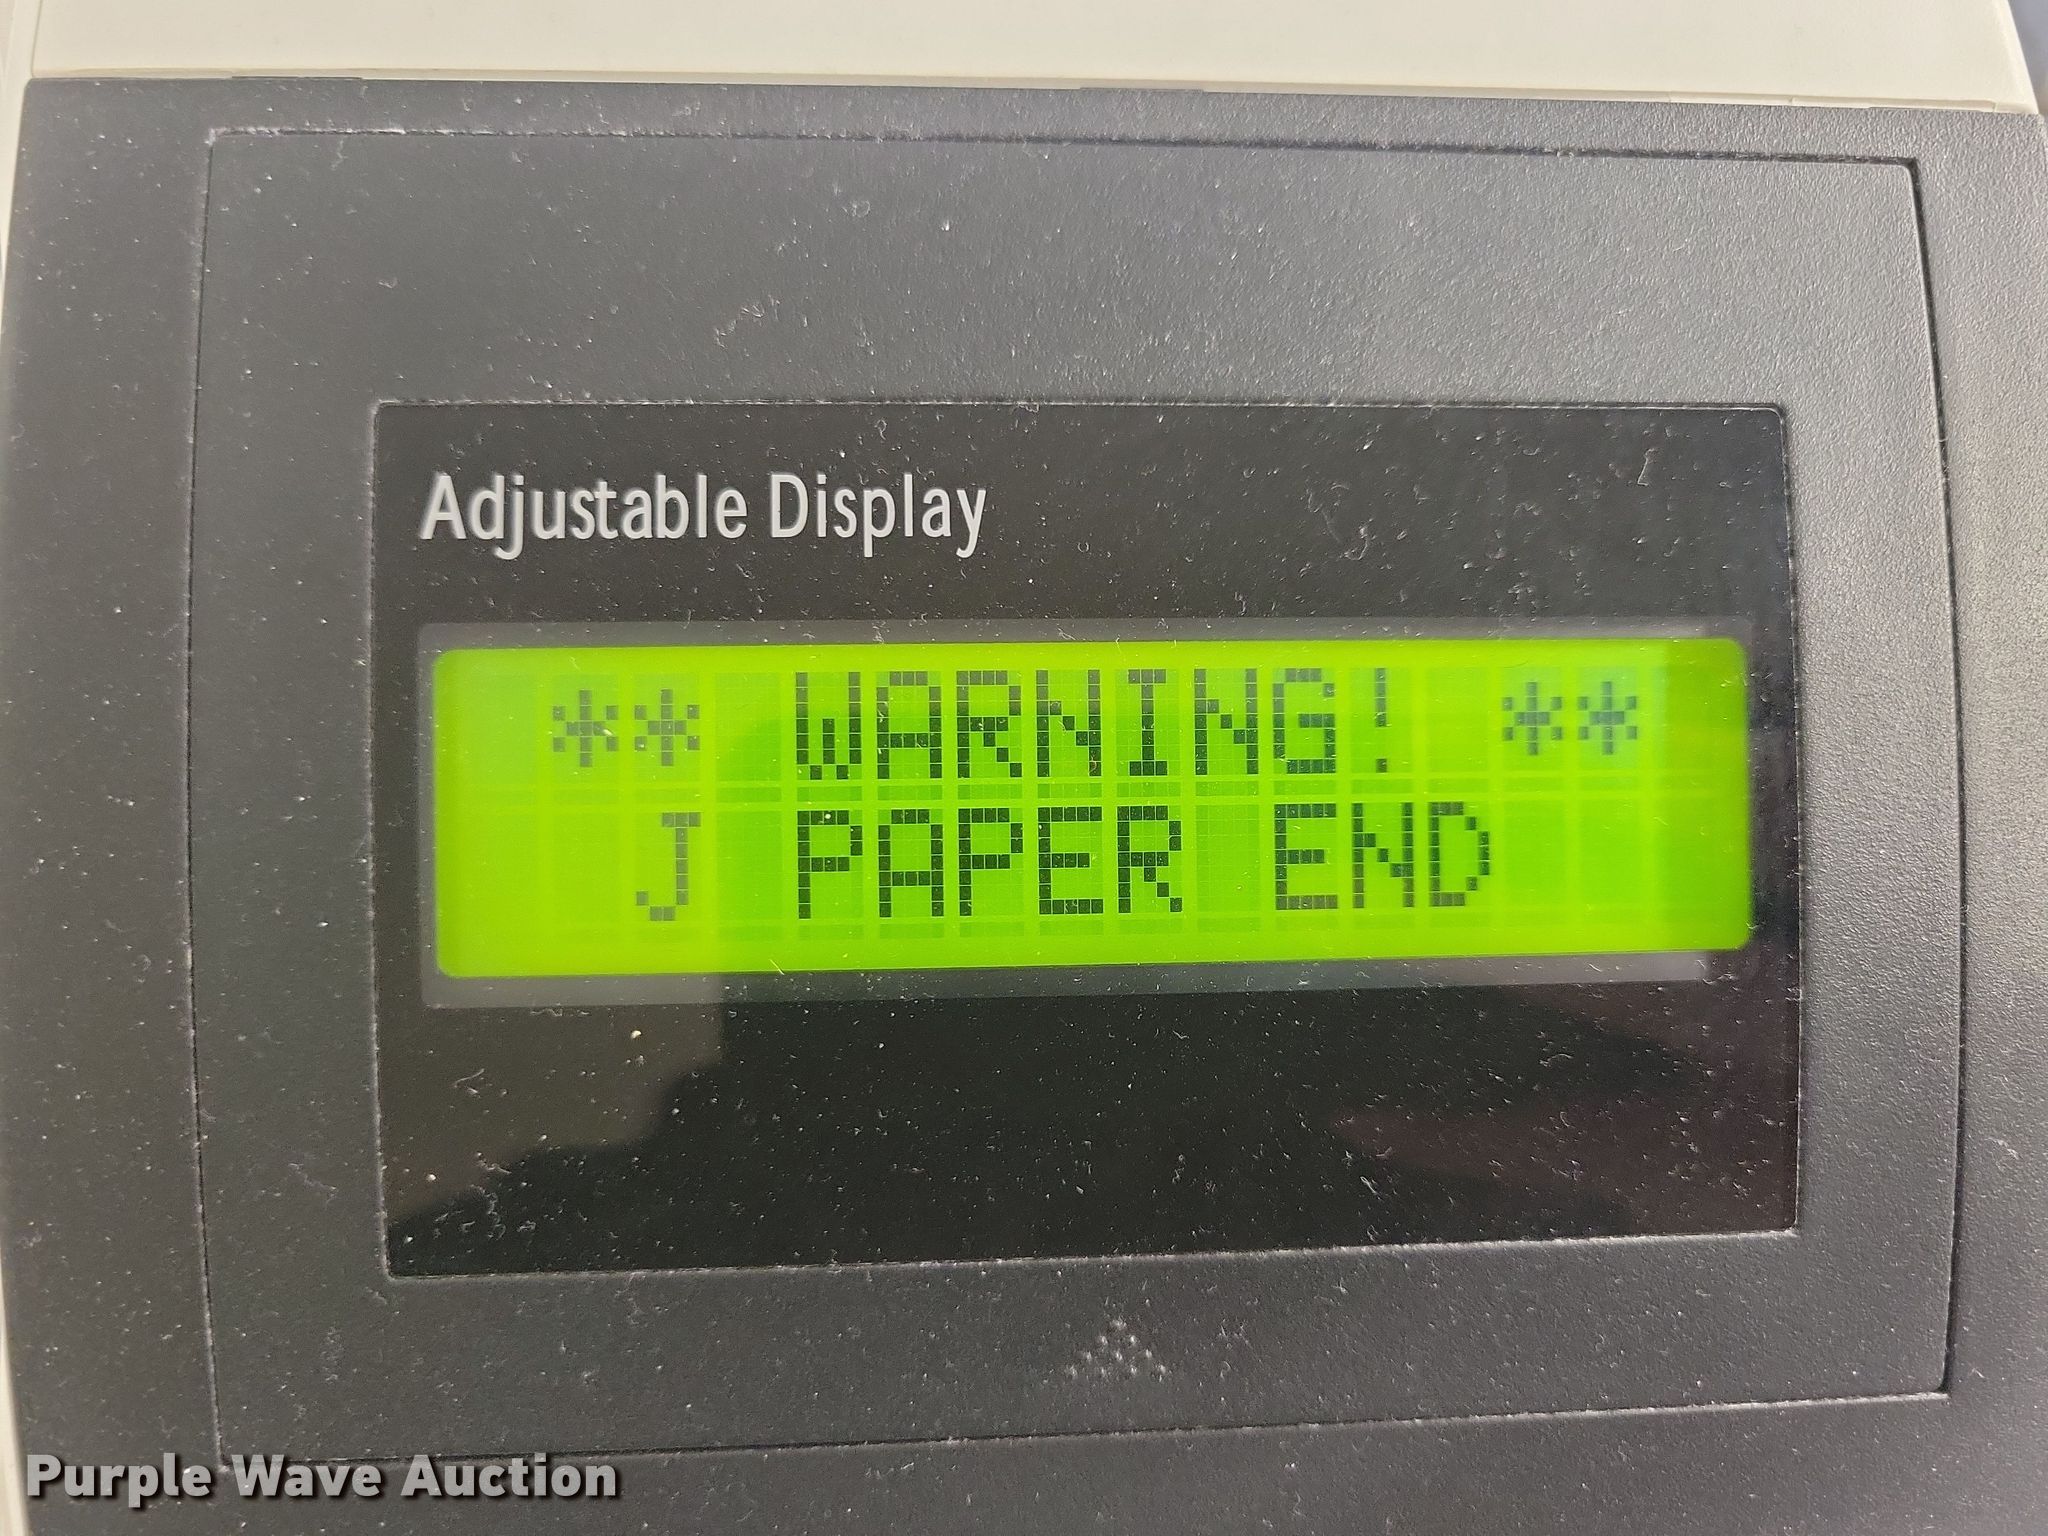 Adjustable Display
** WARNING! **
J PAPER END
Purple Wave Auction